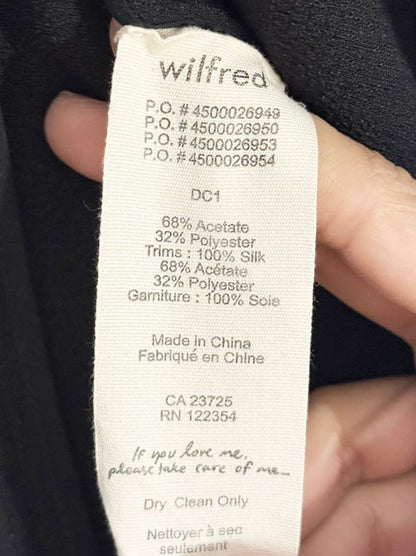 wilfred
P.O. # 4500026949
P.O. # 4500026950
P.O. # 4500026953
P.O. # 4500026954
DC1
68% Acetate
32% Polyester
Trims : 100% Silk
68% Acétate
32% Polyester
Garniture : 100% Soie
Made in China
Fabriqué en Chine
CA 23725
RN 122354
If you love me,
please take care of me...
Dry Clean Only
Nettoyer à sec
seulement